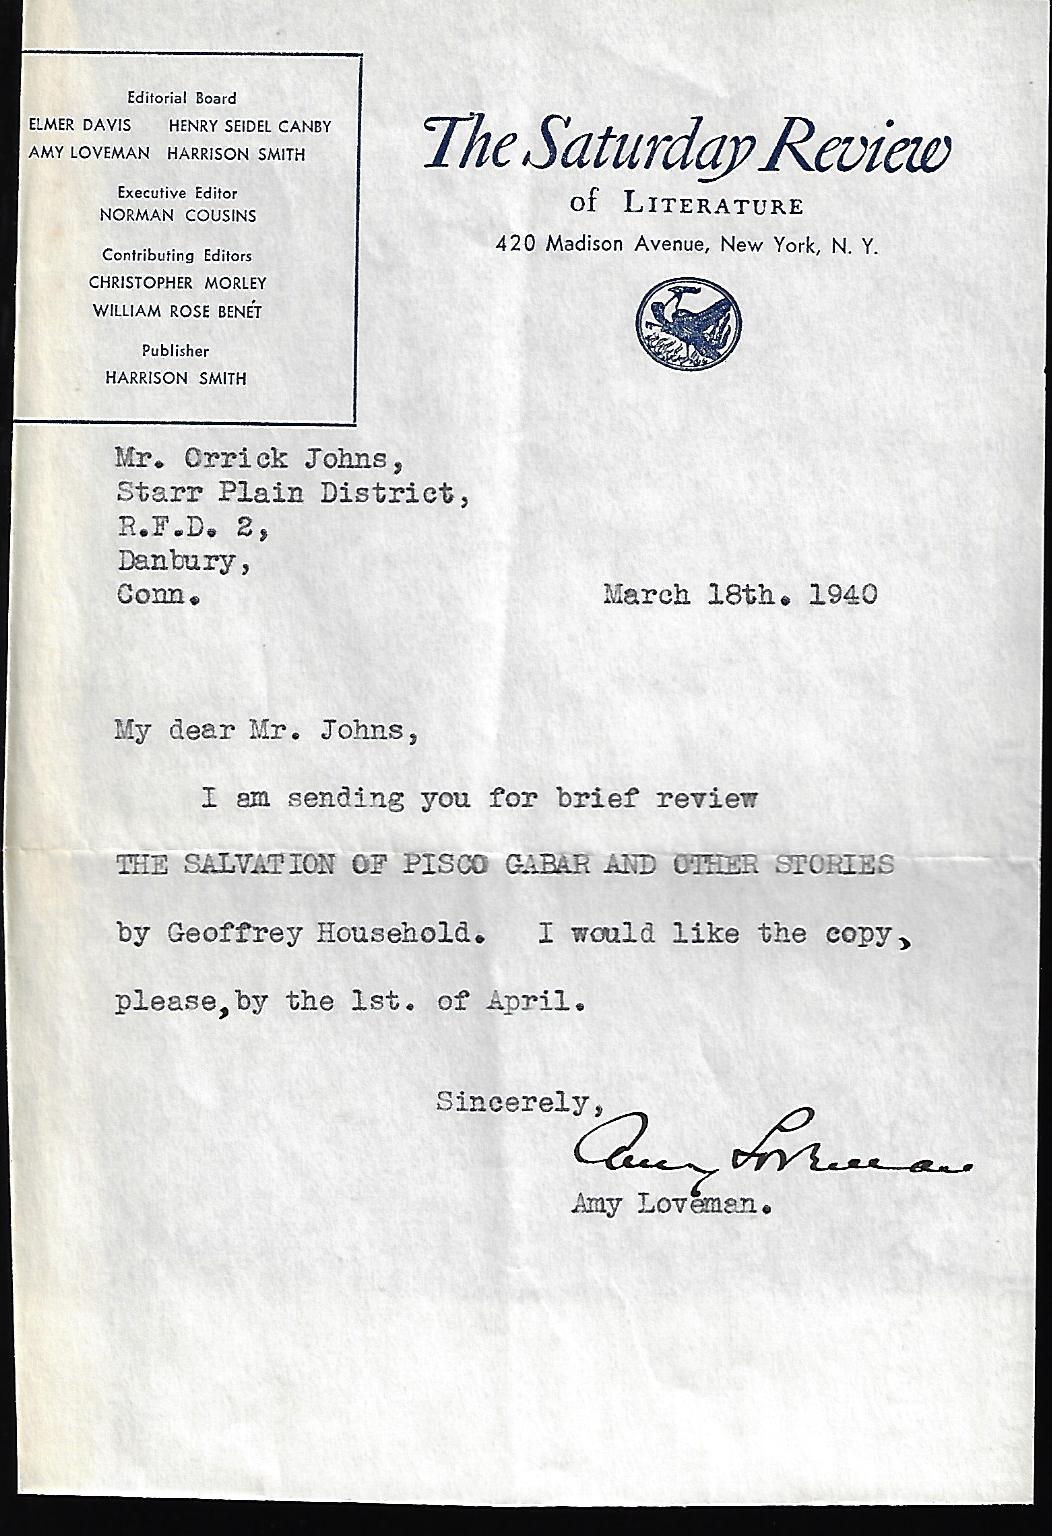 Editorial Board
ELMER DAVIS HENRY SEIDEL CANBY
AMY LOVEMAN HARRISON SMITH
Executive Editor
NORMAN COUSINS
Contributing Editors
CHRISTOPHER MORLEY
WILLIAM ROSE BENÉT
Publisher
HARRISON SMITH
The Saturday Review
of LITERATURE
420 Madison Avenue, New York, N. Y.
Mr. Orrick Johns,
Starr Plain District,
R.F.D. 2,
Danbury,
Conn.
March 18th. 1940
My dear Mr. Johns,
I am sending you for brief review
THE SALVATION OF PISCO GABAR AND OTHER STORIES
by Geoffrey Household. I would like the copy,
please,by the 1st. of April.
Sincerely,
Amy Loveman
Amy Loveman.